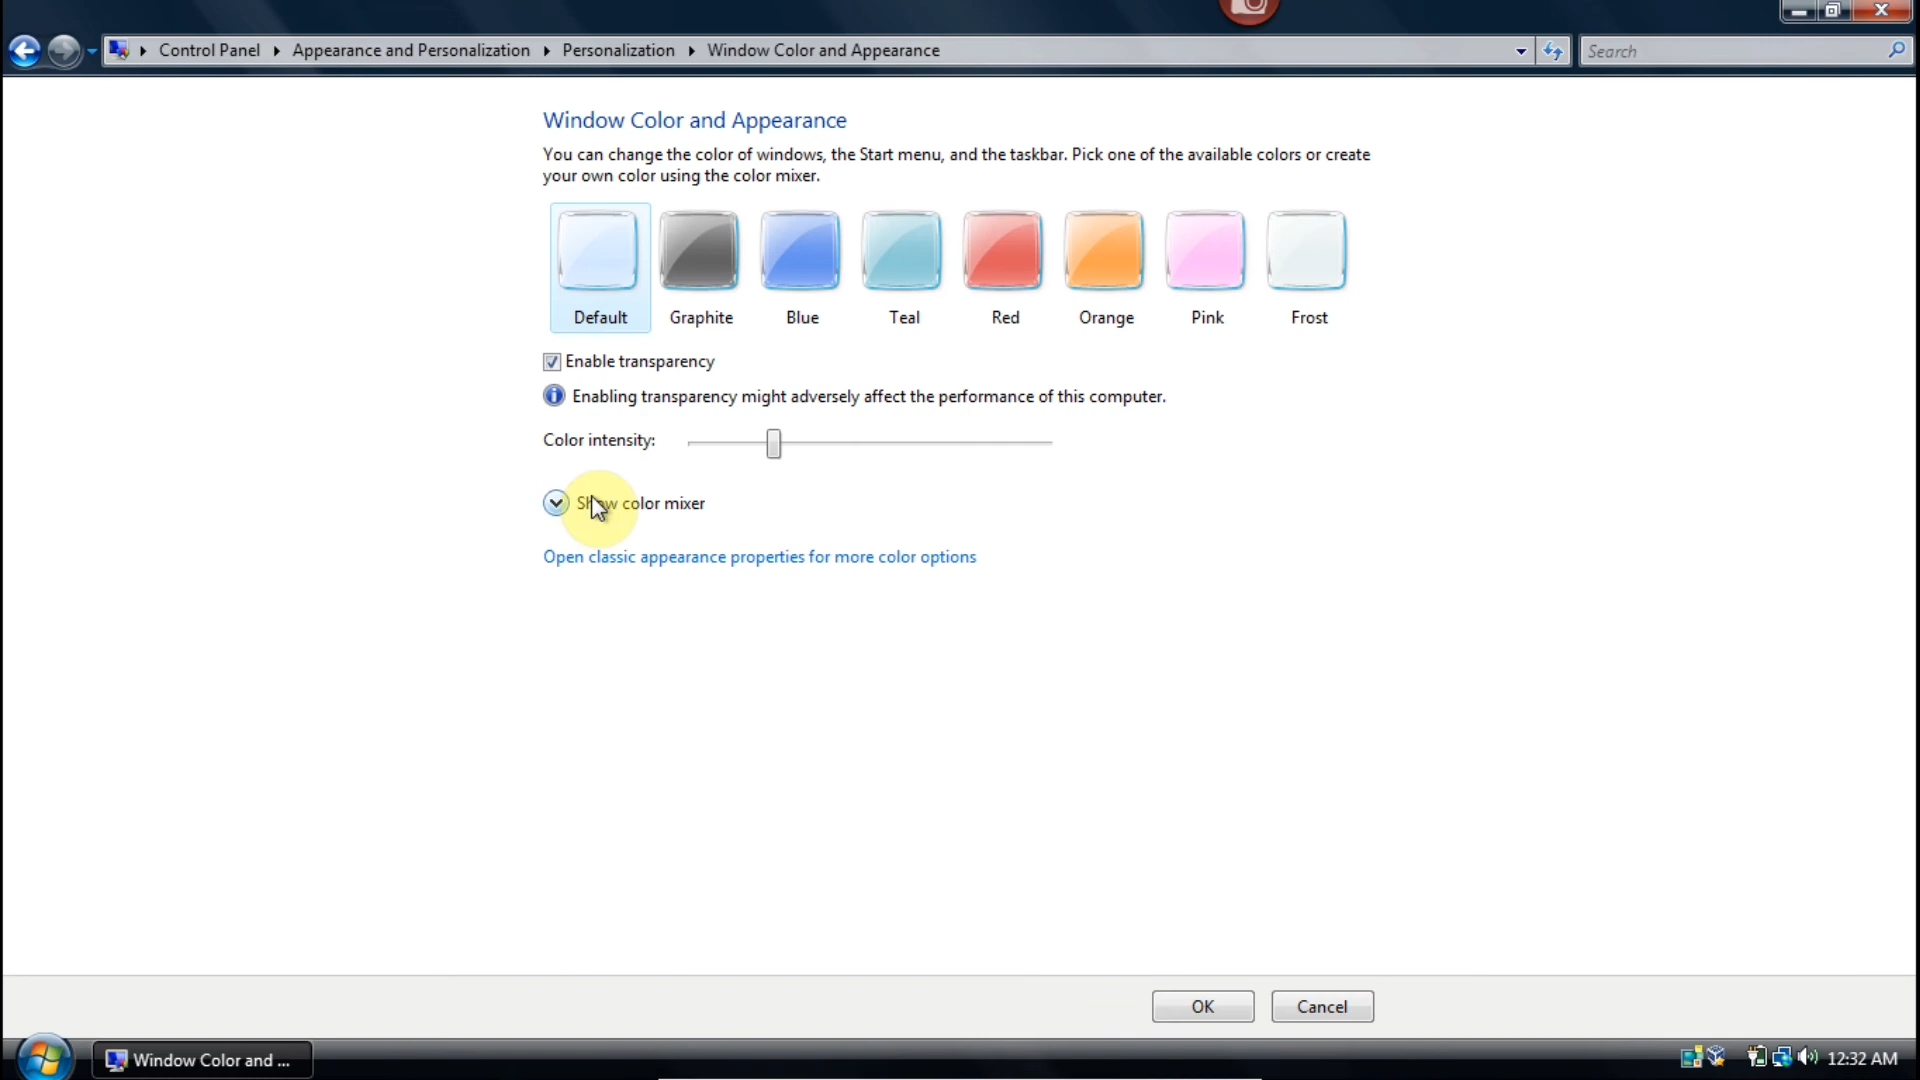 Control Panel Appearance and Personalization Personalization Window Color and Appearance
Search
Window Color and Appearance
You can change the color of windows, the Start menu, and the taskbar. Pick one of the available colors or create
your own color using the color mixer.
Default Graphite Blue Teal Red Orange Pink Frost
Enable transparency
Enabling transparency might adversely affect the performance of this computer.
Color intensity:
Show color mixer
Open classic appearance properties for more color options
OK Cancel
Window Color and ...
12:32 AM